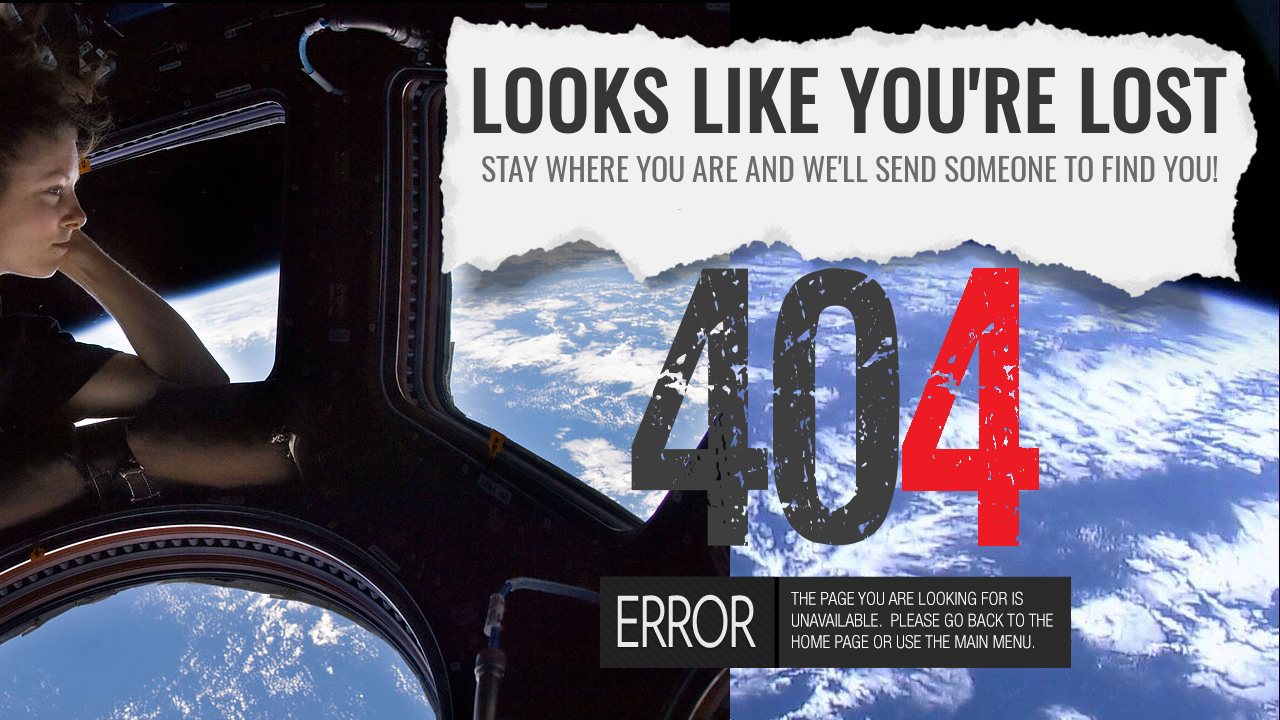 LOOKS LIKE YOU'RE LOST
STAY WHERE YOU ARE AND WE'LL SEND SOMEONE TO FIND YOU!
404
ERROR
THE PAGE YOU ARE LOOKING FOR IS
UNAVAILABLE. PLEASE GO BACK TO THE
HOME PAGE OR USE THE MAIN MENU.